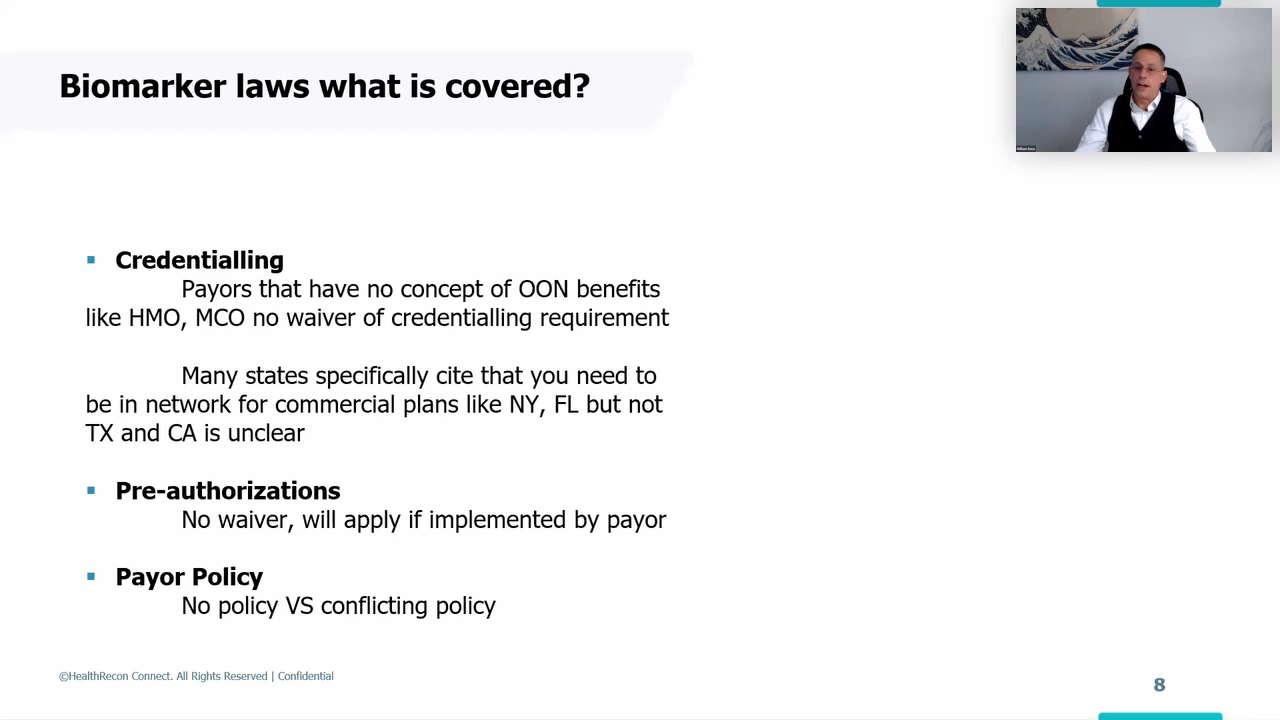 Biomarker laws what is covered?
▪ Credentialling
Payors that have no concept of OON benefits
like HMO, MCO no waiver of credentialling requirement
Many states specifically cite that you need to
be in network for commercial plans like NY, FL but not
TX and CA is unclear
▪ Pre-authorizations
No waiver, will apply if implemented by payor
▪ Payor Policy
No policy VS conflicting policy
©HealthRecon Connect. All Rights Reserved | Confidential
8